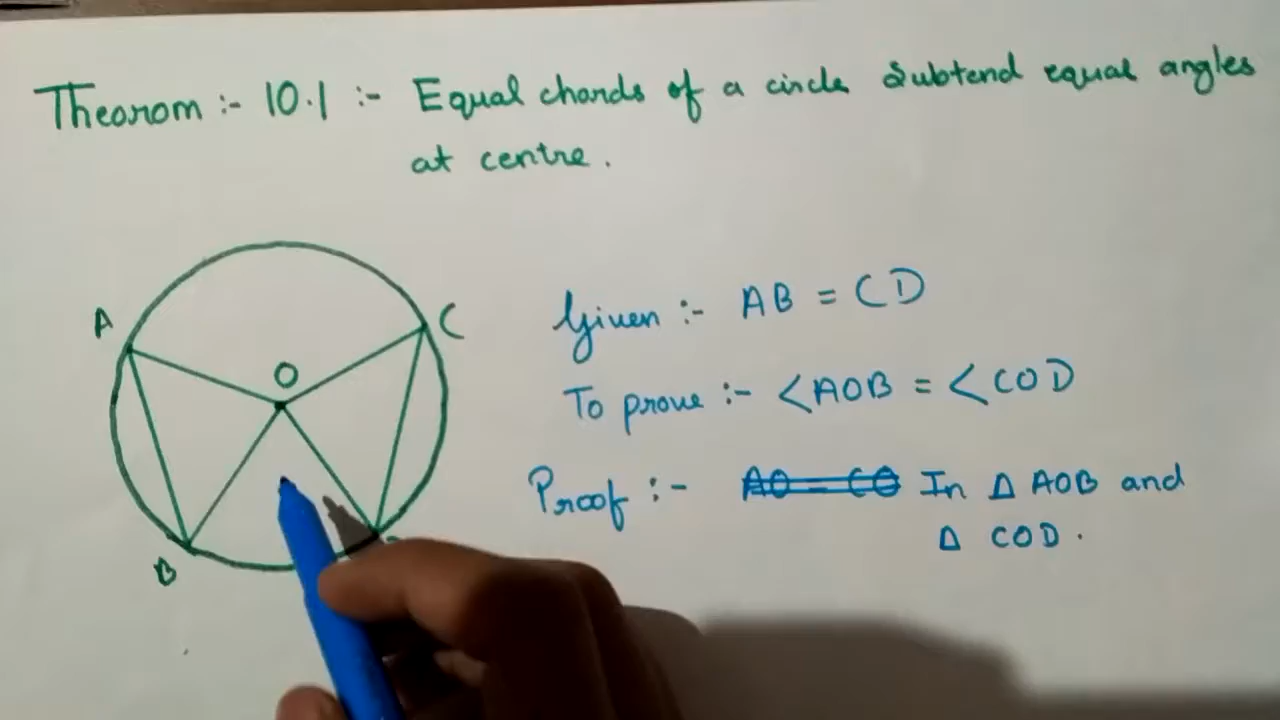 Theorom :- 10.1 :- Equal chords of a circle Subtend equal angles
at centre.
A
C
O
B
Given :- AB = CD
To prove :- <AOB = <COD
Proof :- AO = CO In Δ AOB and
Δ COD.